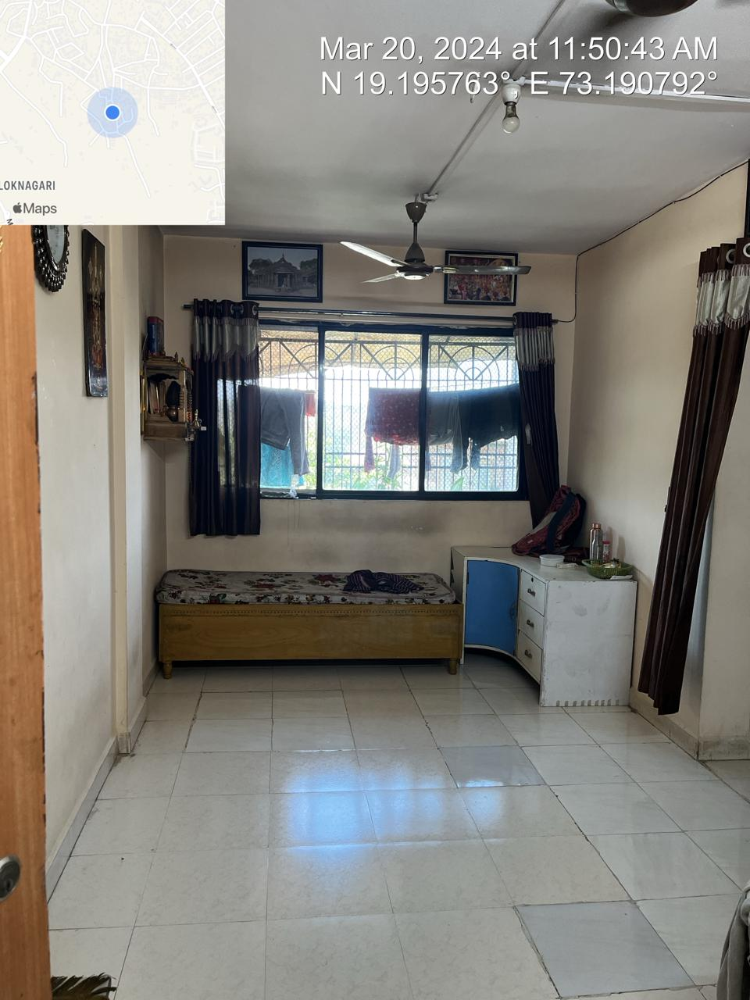 Mar 20, 2024 at 11:50:43 AM
N 19.195763°, E 73.190792°
LOKNAGARI
Maps